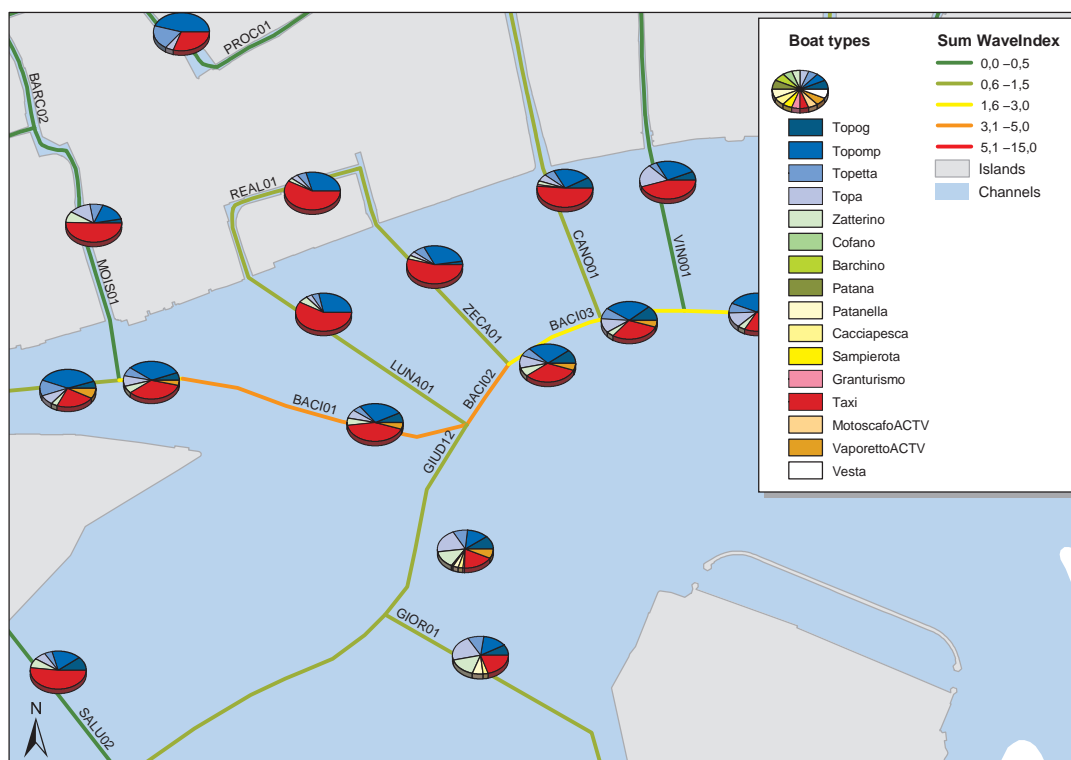 PROC01
BARC02
REAL01
MOIS01
CANO01
VIN001
ZECA01
BACI03
LUNA01
BACI02
BACI01
GIUD12
GIOR01
SALU02
N
Boat types
Topog
Topomp
Topetta
Topa
Zatterino
Cofano
Barchino
Patana
Patanella
Cacciapesca
Sampierota
Granturismo
Taxi
MotoscafoACTV
VaporettoACTV
Vesta
Sum WaveIndex
0,0 –0,5
0,6 –1,5
1,6 –3,0
3,1 –5,0
5,1 –15,0
Islands
Channels